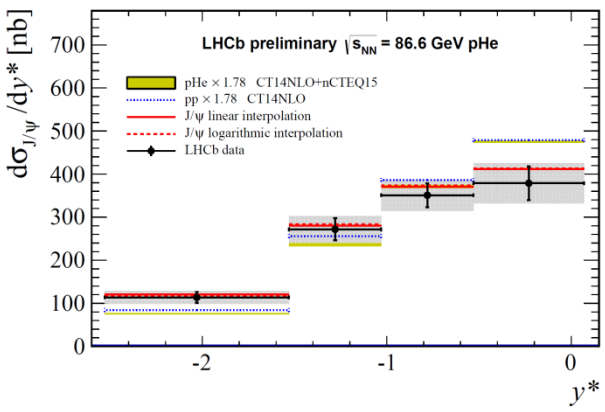 LHCb preliminary √sNN = 86.6 GeV pHe
pHe × 1.78 CT14NLO+nCTEQ15
pp × 1.78 CT14NLO
J/ψ linear interpolation
J/ψ logarithmic interpolation
LHCb data
dσJ/ψ/dy* [nb]
700
600
500
400
300
200
100
0
-2 -1 0
y*